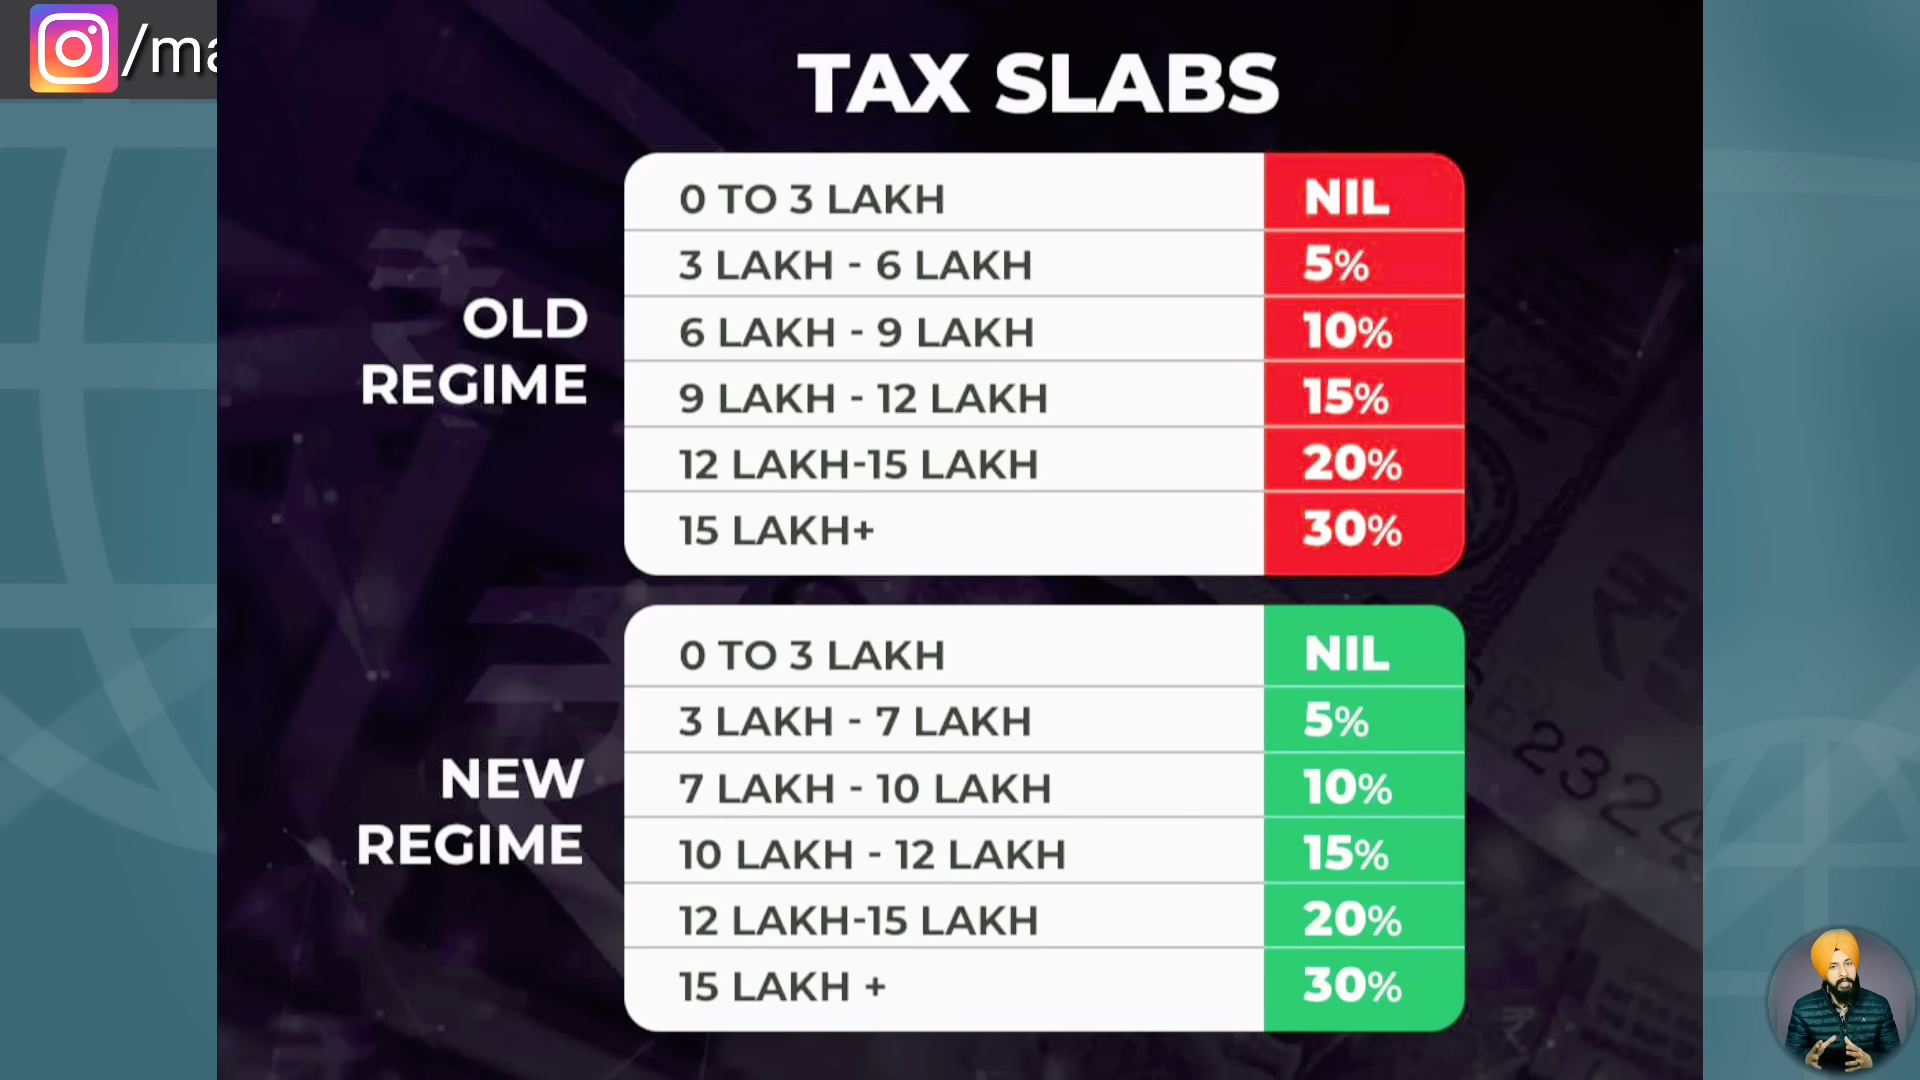 /ma
TAX SLABS
OLD
REGIME
0 TO 3 LAKH NIL
3 LAKH - 6 LAKH 5%
6 LAKH - 9 LAKH 10%
9 LAKH - 12 LAKH 15%
12 LAKH-15 LAKH 20%
15 LAKH+ 30%
NEW
REGIME
0 TO 3 LAKH NIL
3 LAKH - 7 LAKH 5%
7 LAKH - 10 LAKH 10%
10 LAKH - 12 LAKH 15%
12 LAKH-15 LAKH 20%
15 LAKH + 30%
2324